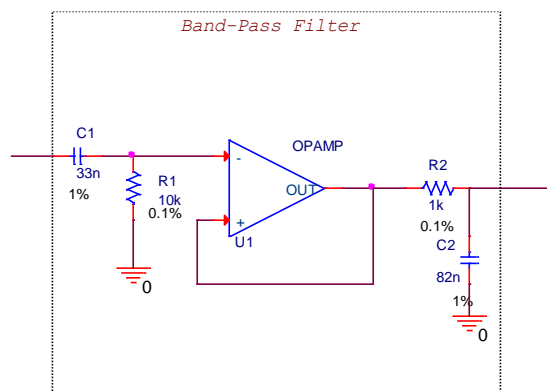 Band-Pass Filter
C1
33n
1%
R1
10k
0.1%
0
OPAMP
-
OUT
+
U1
R2
1k
0.1%
C2
82n
1%
0